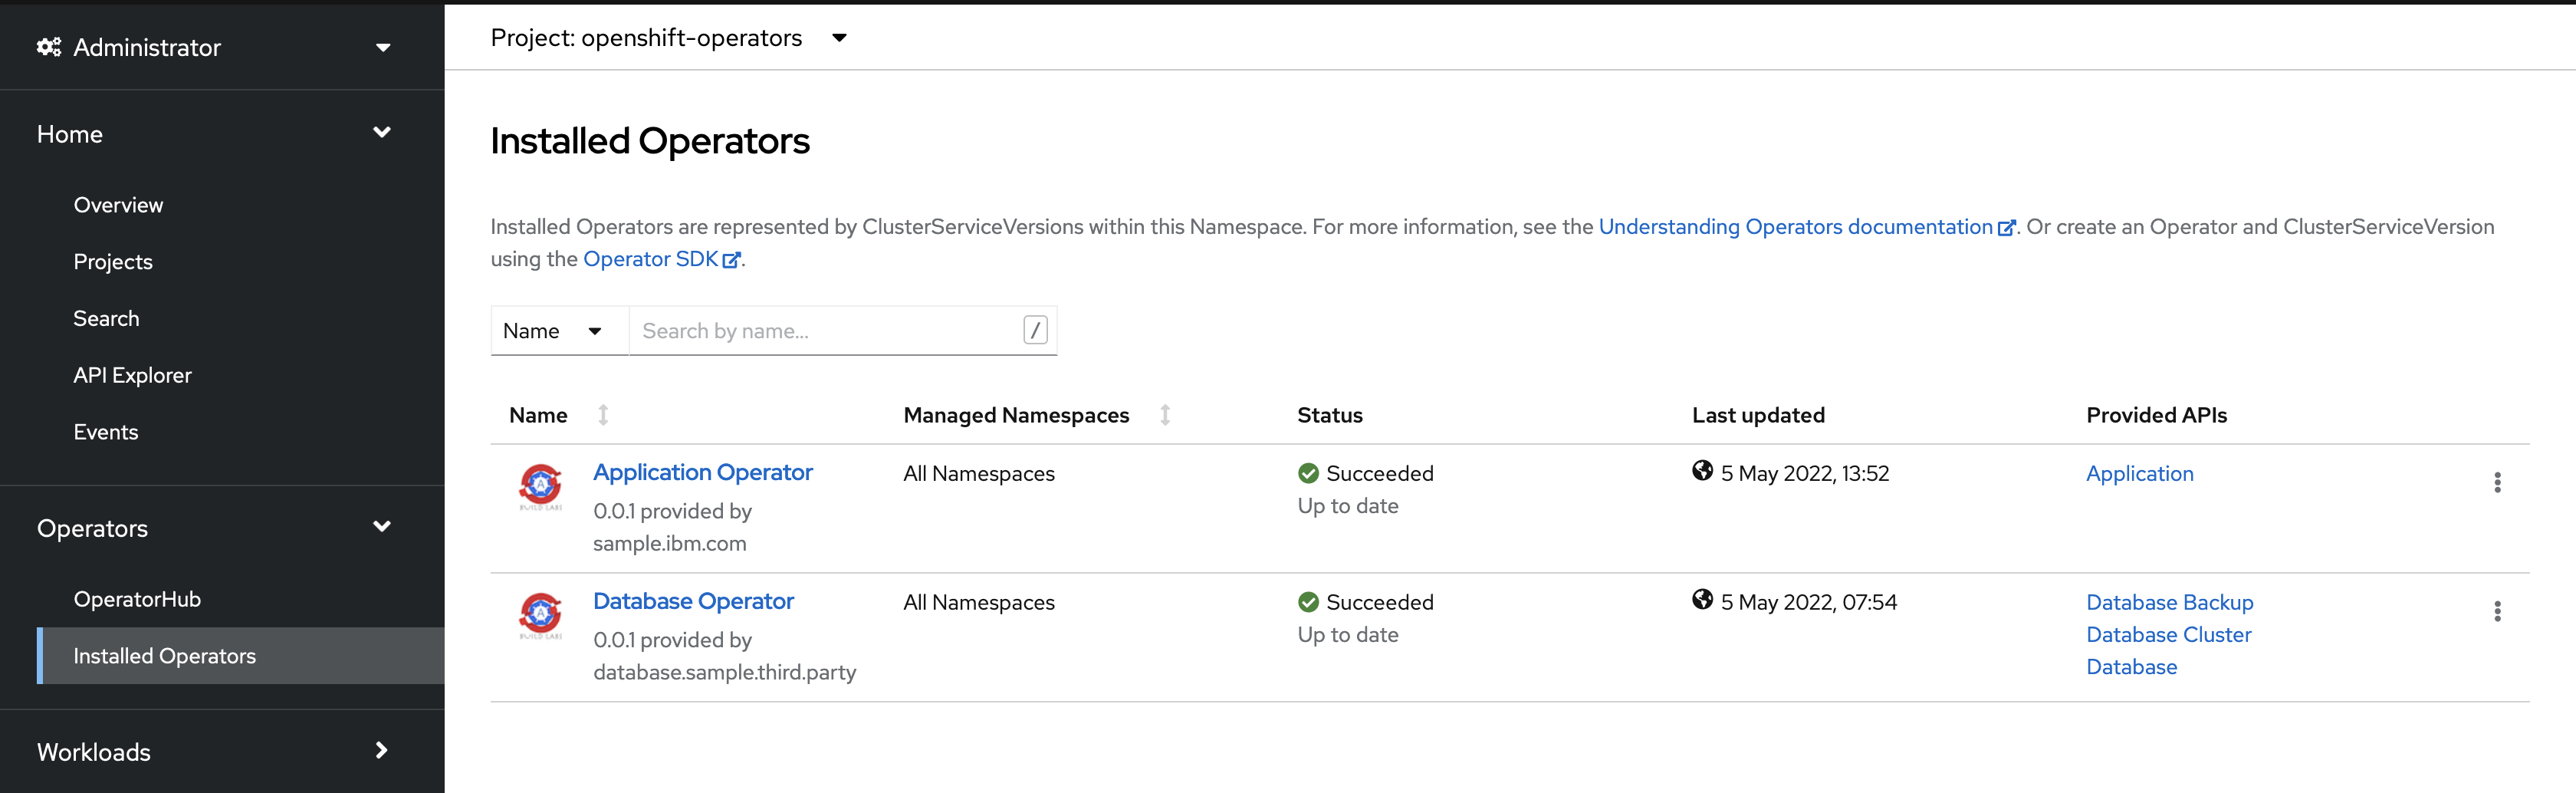 Administrator
Project: openshift-operators
Home
Overview
Projects
Search
API Explorer
Events
Operators
OperatorHub
Installed Operators
Workloads
Installed Operators
Installed Operators are represented by ClusterServiceVersions within this Namespace. For more information, see the Understanding Operators documentation. Or create an Operator and ClusterServiceVersion
using the Operator SDK.
Name Search by name... /
Name Managed Namespaces Status Last updated Provided APIs
Application Operator All Namespaces Succeeded 5 May 2022, 13:52 Application
0.0.1 provided by Up to date
sample.ibm.com
A
BUILD LABS
Database Operator All Namespaces Succeeded 5 May 2022, 07:54 Database Backup
0.0.1 provided by Up to date Database Cluster
database.sample.third.party Database
A
BUILD LABS